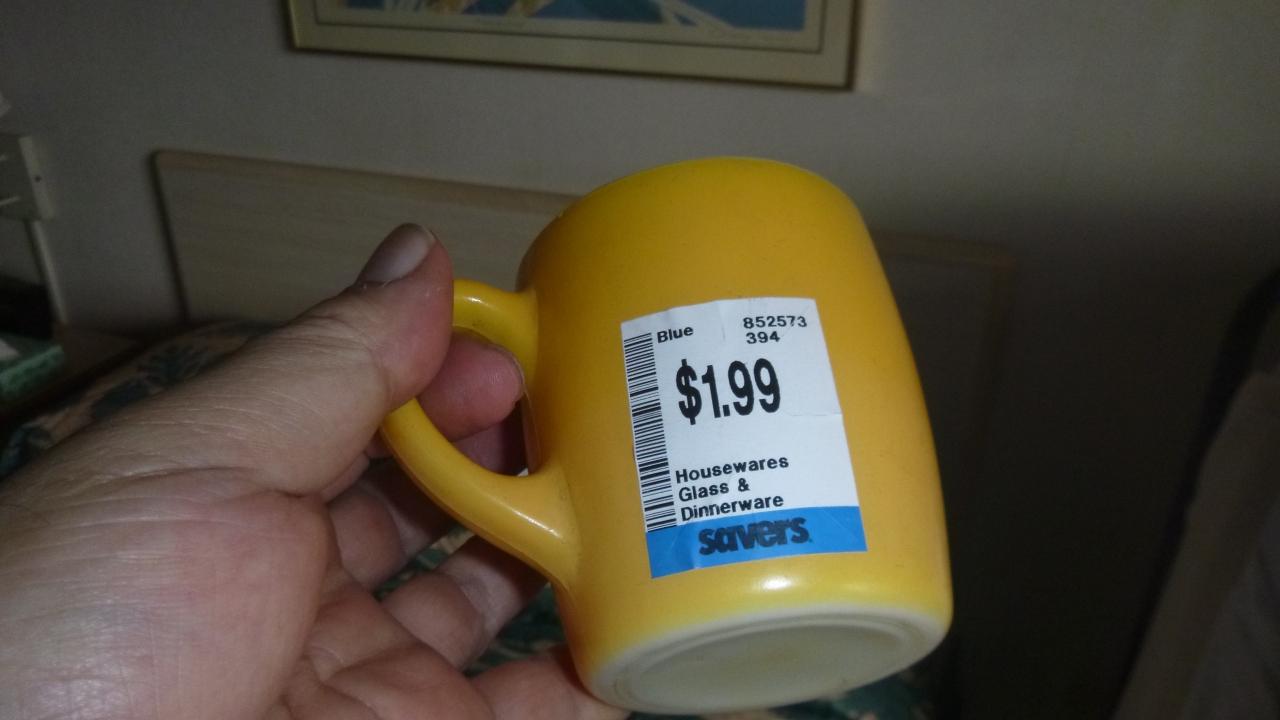 Blue 852573
394
$1.99
Housewares
Glass &
Dinnerware
savers.